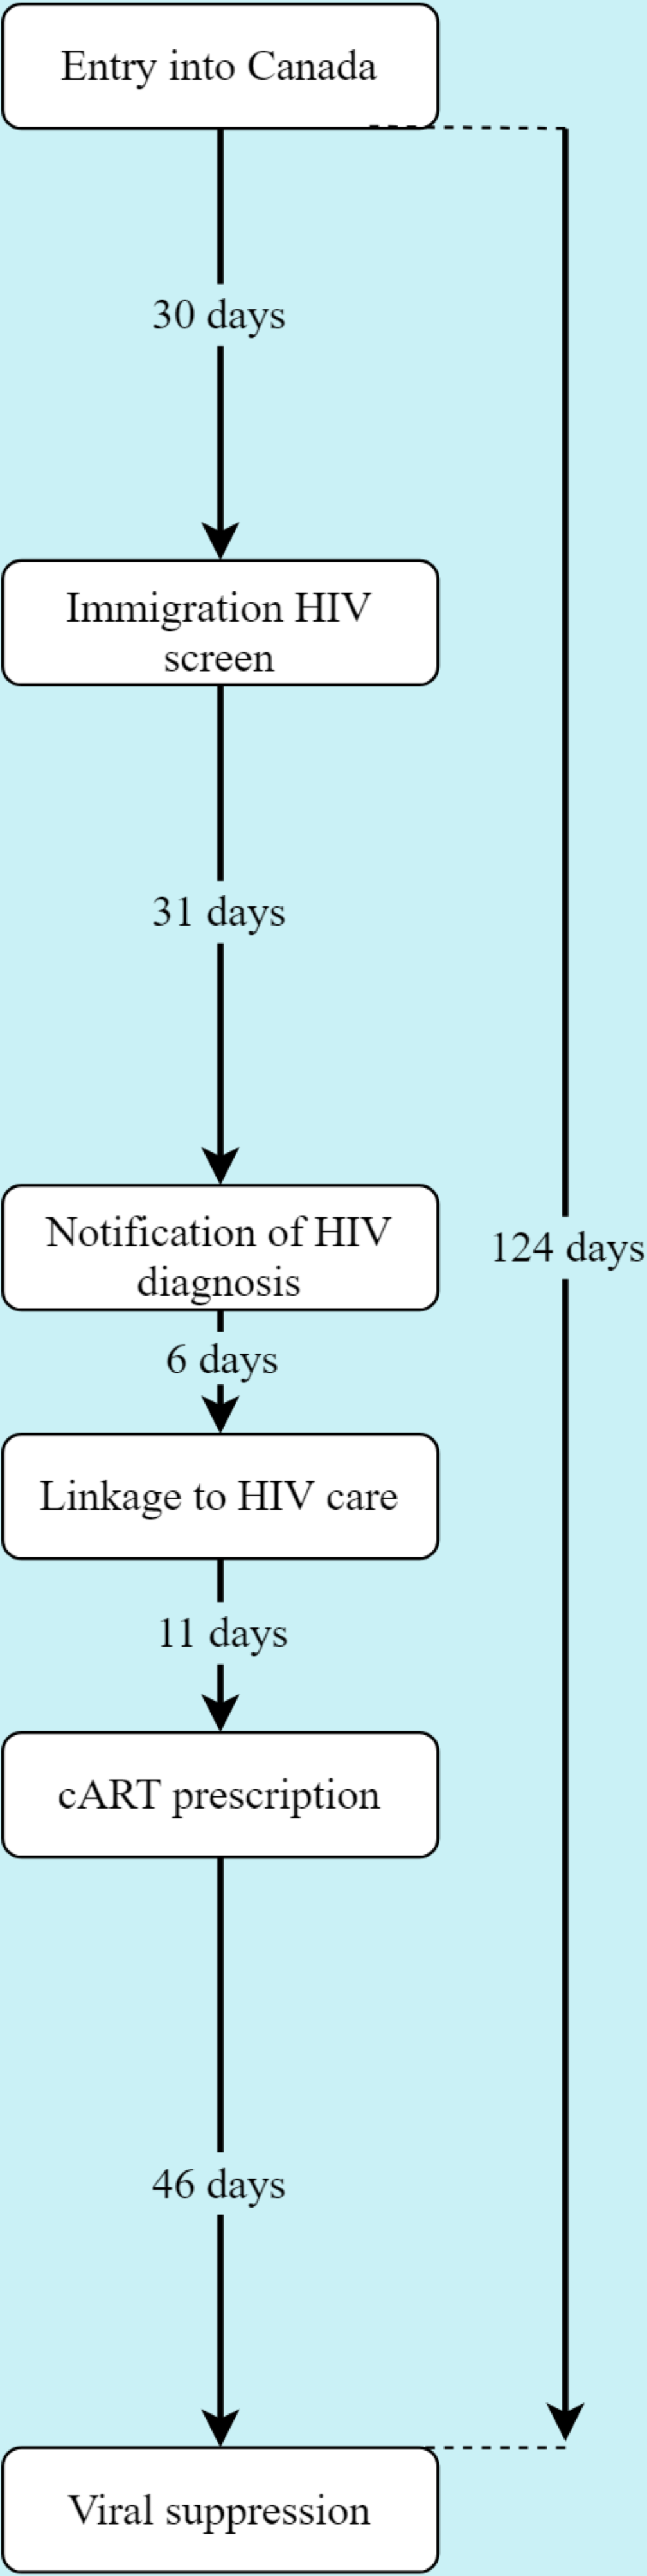 Entry into Canada
30 days
Immigration HIV
screen
31 days
Notification of HIV
diagnosis
124 days
6 days
Linkage to HIV care
11 days
cART prescription
46 days
Viral suppression